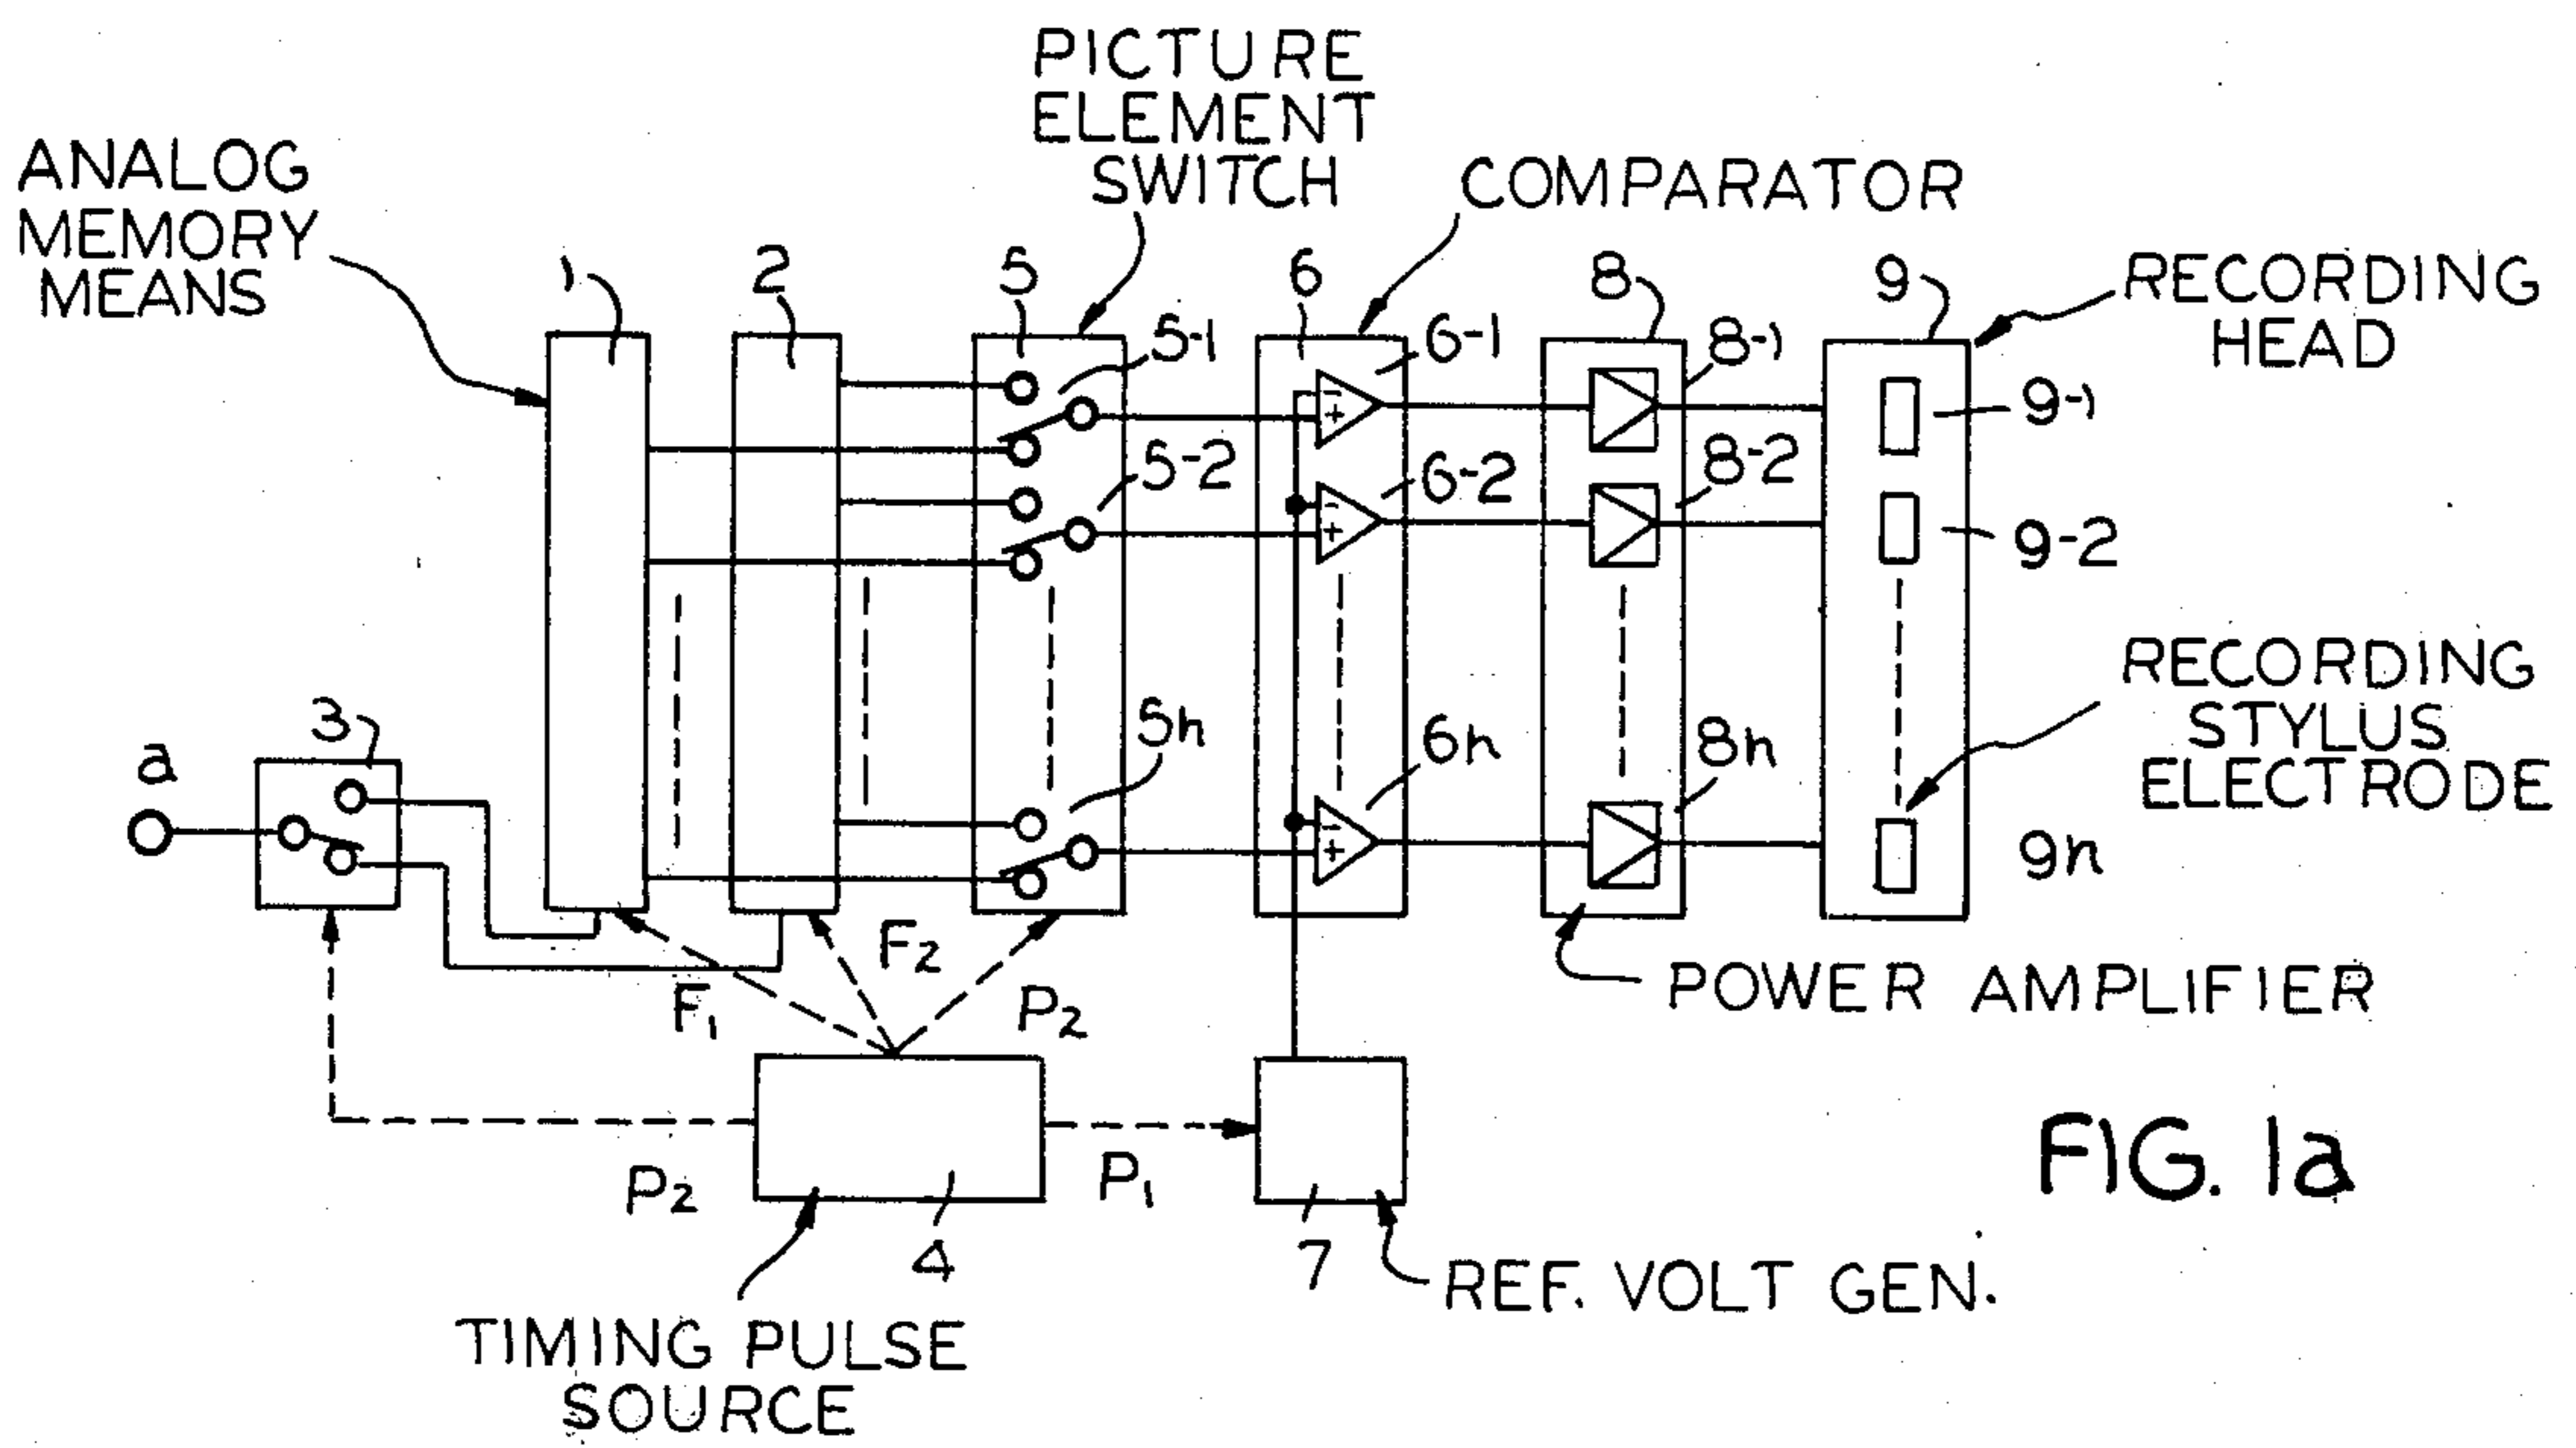 PICTURE
ELEMENT
SWITCH
ANALOG
MEMORY
MEANS
COMPARATOR
RECORDING
HEAD
1
2
5
6
8
9
5-1
6-1
8-1
9-1
5-2
6-2
8-2
9-2
- +
- +
RECORDING
STYLUS
ELECTRODE
3
a
5n
6n
8n
9n
- +
F2
F1
P2
POWER AMPLIFIER
P2
P1
4
7
FIG. 1a
REF. VOLT GEN.
TIMING PULSE
SOURCE